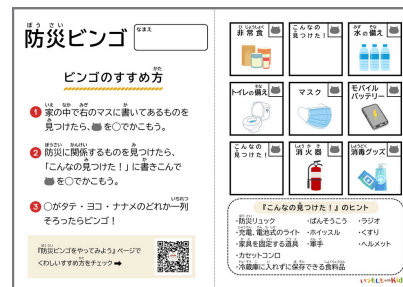 防災ビンゴ
なまえ
ビンゴのすすめ方
1 家の中で右のマスに書いてあるものを
見つけたら、を○でかこもう。
2 防災に関係するものを見つけたら、
「こんなの見つけた!」に書きこんで
を○でかこもう。
3 ○がタテ・ヨコ・ナナメのどれか一列
そろったらビンゴ!
『防災ビンゴをやってみよう』ページで
くわしいすすめ方をチェック➡
非常食
こんなの
見つけた!
水の備え
トイレの備え
マスク
モバイル
バッテリー
こんなの
見つけた!
消火器
消毒グッズ
『こんなの見つけた!』のヒント
・防災リュック ・ばんそうこう ・ラジオ
・電池式のライト ・ホイッスル ・くすり
・家具を固定する道具 ・軍手 ・ヘルメット
・カセットコンロ
・冷蔵庫に入れずに保存できる食料品
いつもしも
Kids